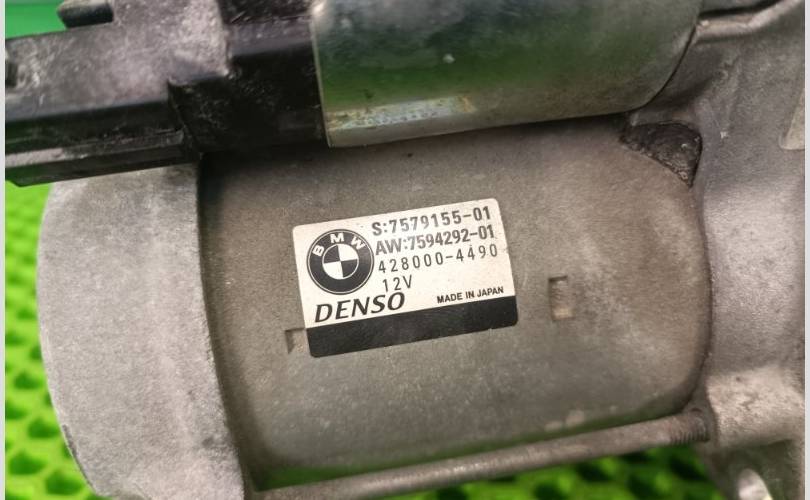 S:7579155-01
BMW
AW:7594292-01
428000-4490
12V
DENSO
MADE IN JAPAN